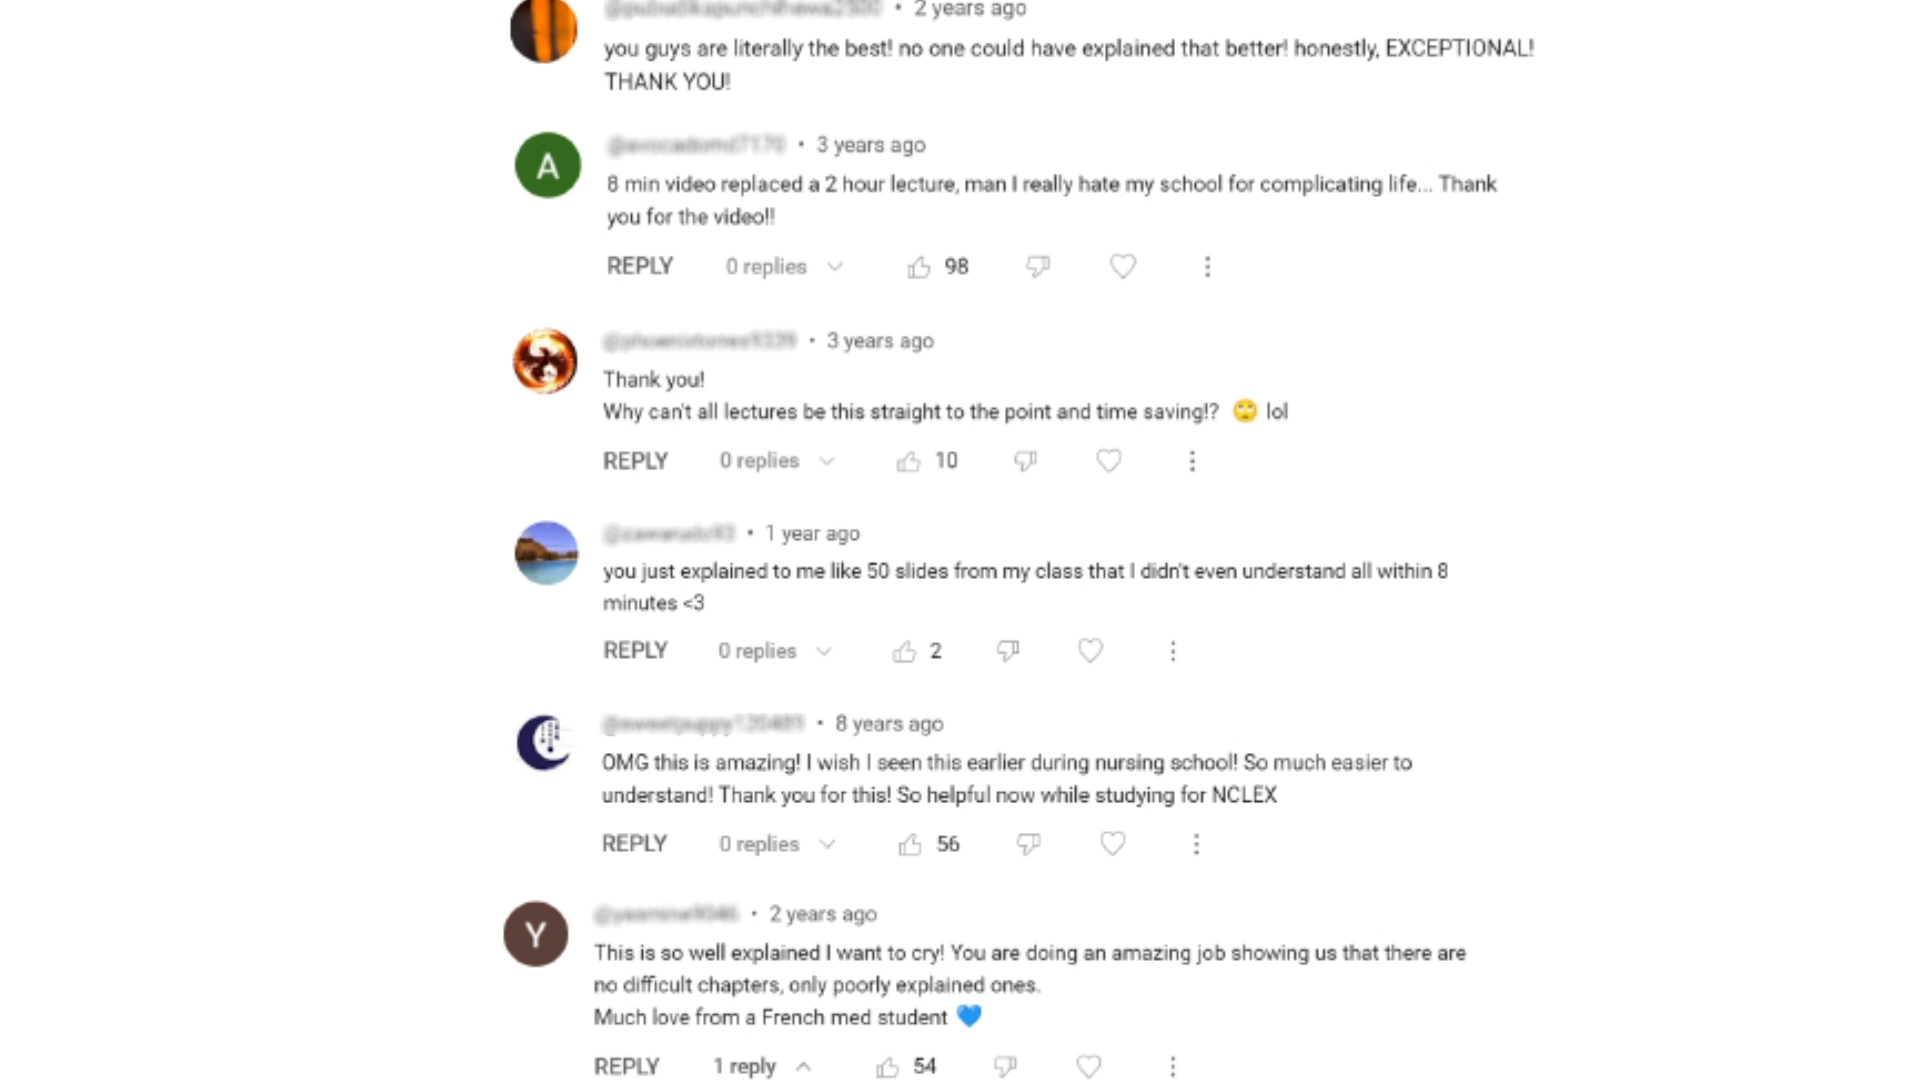 • 2 years ago
you guys are literally the best! no one could have explained that better! honestly, EXCEPTIONAL!
THANK YOU!
A
• 3 years ago
8 min video replaced a 2 hour lecture, man I really hate my school for complicating life... Thank
you for the video!!
REPLY 0 replies 98
• 3 years ago
Thank you!
Why can't all lectures be this straight to the point and time saving!? 🙄 lol
REPLY 0 replies 10
• 1 year ago
you just explained to me like 50 slides from my class that I didn't even understand all within 8
minutes <3
REPLY 0 replies 2
• 8 years ago
OMG this is amazing! I wish I seen this earlier during nursing school! So much easier to
understand! Thank you for this! So helpful now while studying for NCLEX
REPLY 0 replies 56
Y
• 2 years ago
This is so well explained I want to cry! You are doing an amazing job showing us that there are
no difficult chapters, only poorly explained ones.
Much love from a French med student 💙
REPLY 1 reply 54